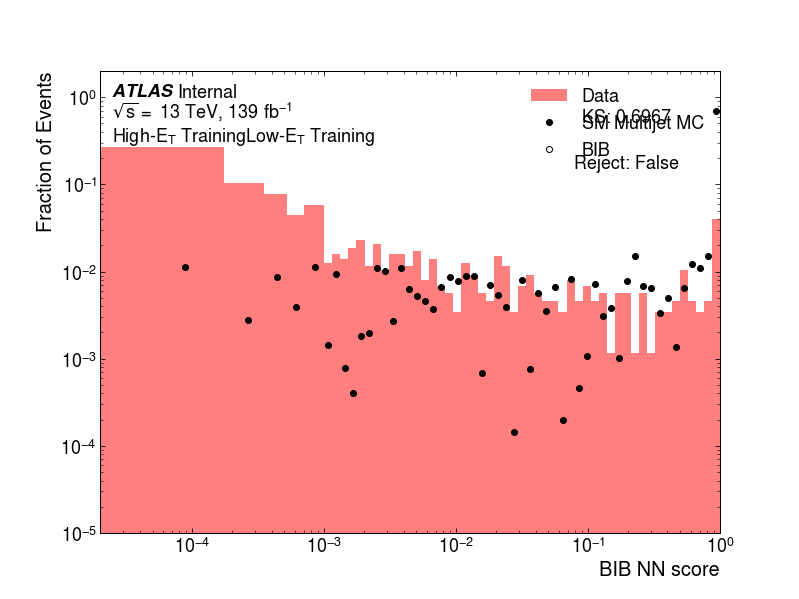 ATLAS Internal
√s = 13 TeV, 139 fb⁻¹
High-E_T TrainingLow-E_T Training
Data
KS: 0.6967
SM Multijet MC
BIB
Reject: False
Fraction of Events
10⁰
10⁻¹
10⁻²
10⁻³
10⁻⁴
10⁻⁵
10⁻⁴
10⁻³
10⁻²
10⁻¹
10⁰
BIB NN score